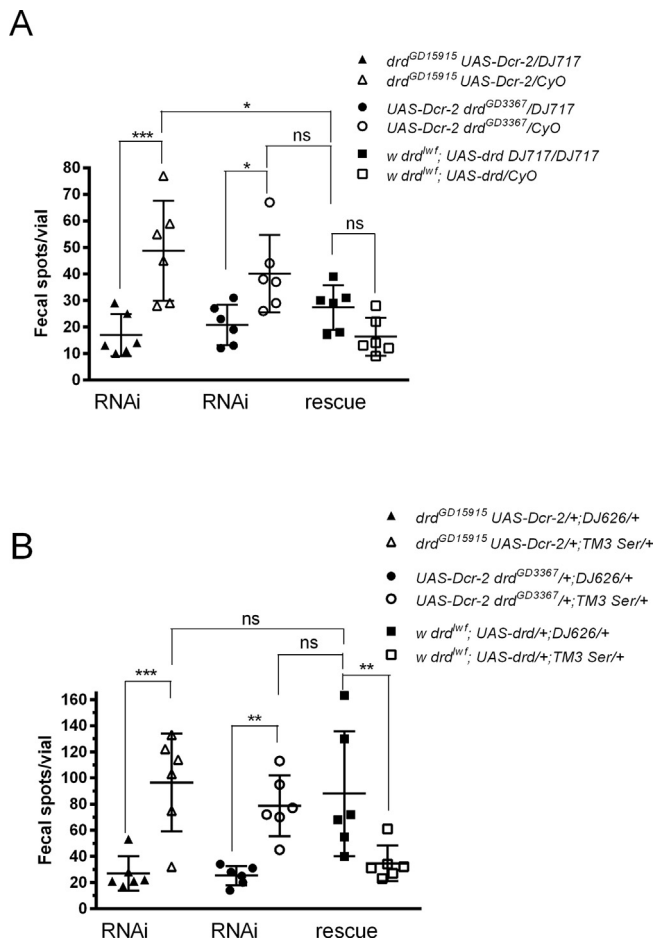 A
▲ drd^GD15915 UAS-Dcr-2/DJ717
△ drd^GD15915 UAS-Dcr-2/CyO
● UAS-Dcr-2 drd^GD3367/DJ717
○ UAS-Dcr-2 drd^GD3367/CyO
■ w drd^lwf; UAS-drd DJ717/DJ717
□ w drd^lwf; UAS-drd/CyO
*
***
ns
*
ns
Fecal spots/vial
80
70
60
50
40
30
20
10
0
RNAi RNAi rescue
B
▲ drd^GD15915 UAS-Dcr-2/+;DJ626/+
△ drd^GD15915 UAS-Dcr-2/+;TM3 Ser/+
● UAS-Dcr-2 drd^GD3367/+;DJ626/+
○ UAS-Dcr-2 drd^GD3367/+;TM3 Ser/+
■ w drd^lwf; UAS-drd/+;DJ626/+
□ w drd^lwf; UAS-drd/+;TM3 Ser/+
ns
ns
***
**
**
Fecal spots/vial
160
140
120
100
80
60
40
20
0
RNAi RNAi rescue